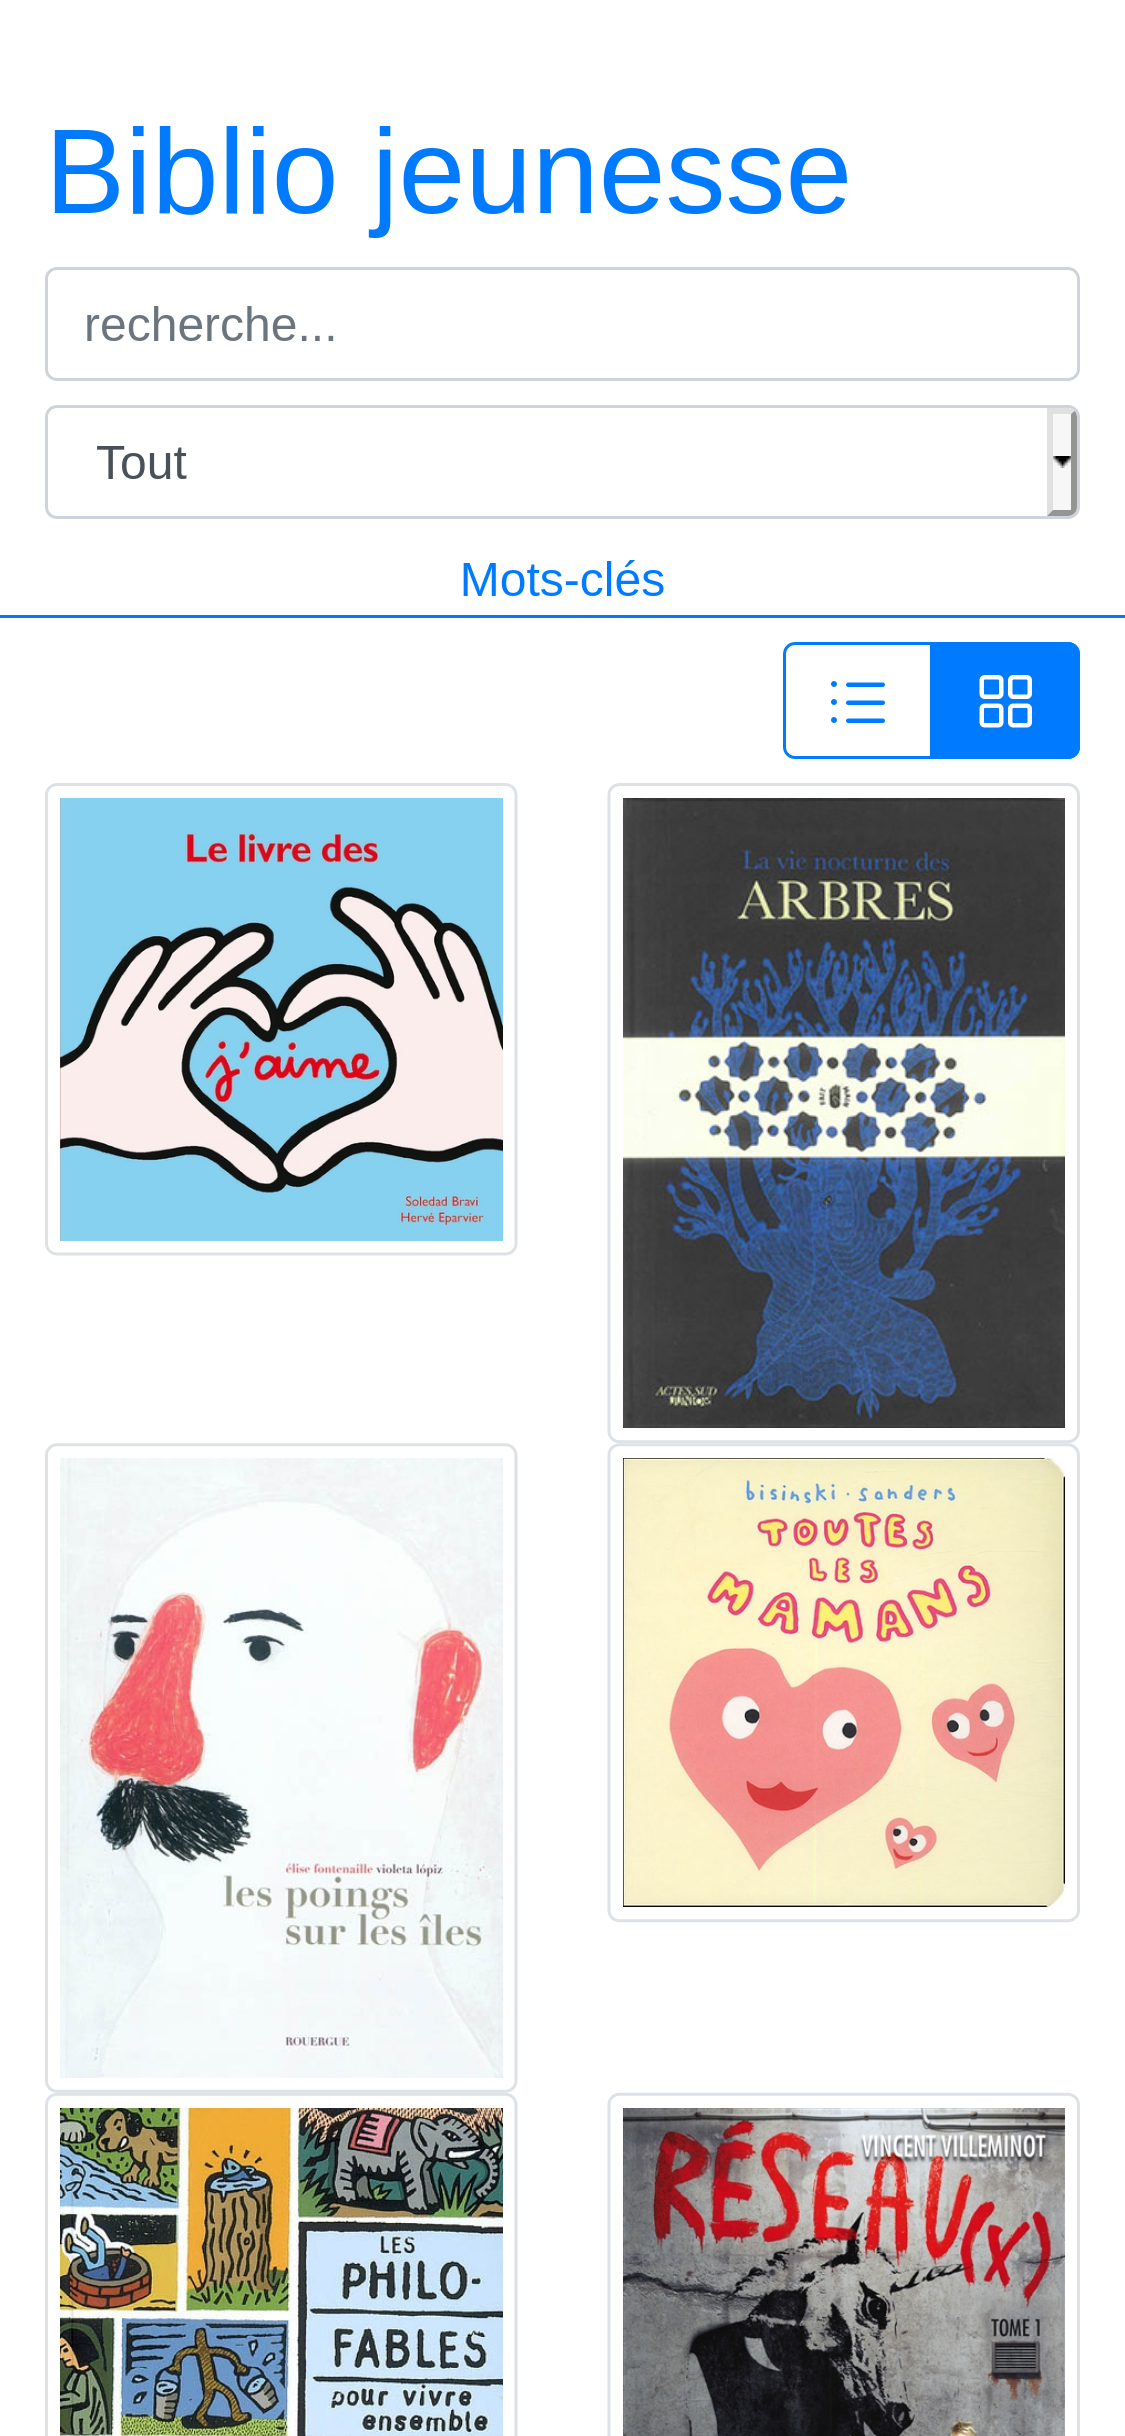 Biblio jeunesse
recherche...
Tout
Mots-clés
Le livre des
j'aime
Soledad Bravi
Hervé Eparvier
La vie nocturne des
ARBRES
ACTES SUD
bisinski · sanders
TOUTES
LES
MAMANS
élise fontenaille violeta lópiz
les poings
sur les îles
ROUERGUE
LES
PHILO-
FABLES
pour vivre
ensemble
VINCENT VILLEMINOT
RÉSEAU(X)
TOME 1